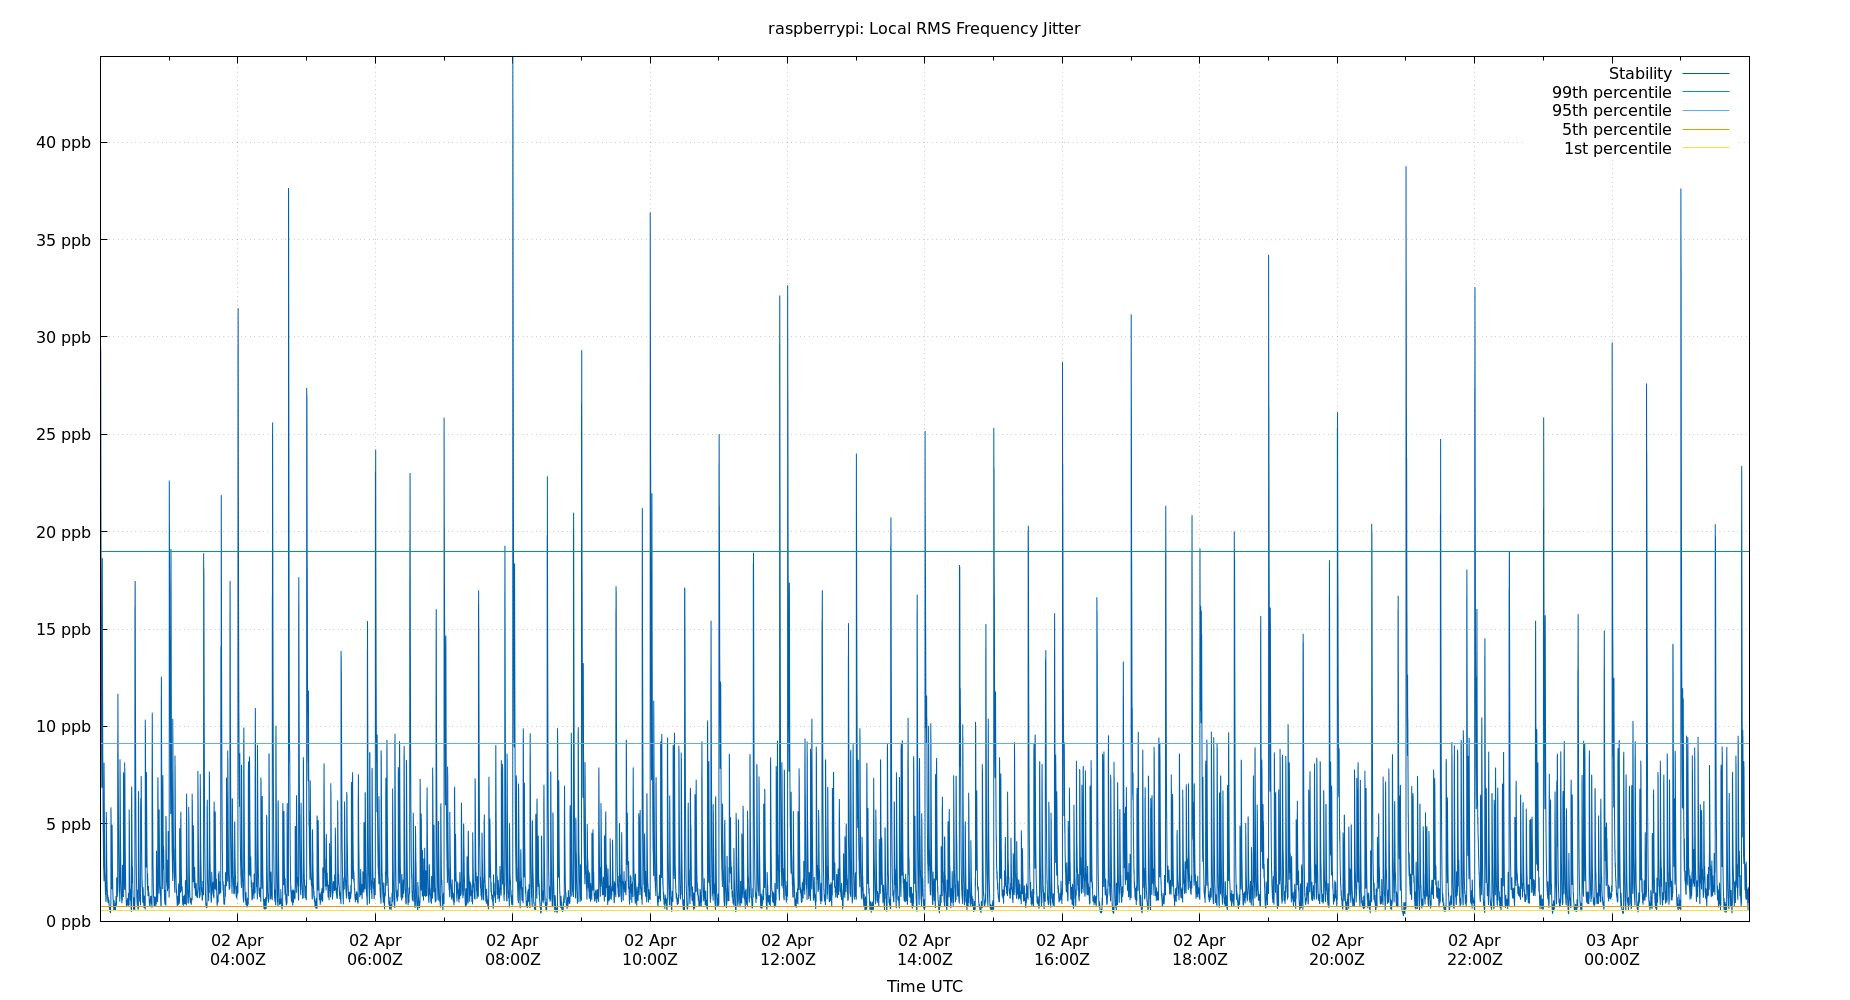 raspberrypi: Local RMS Frequency Jitter
Stability
99th percentile
95th percentile
5th percentile
1st percentile
40 ppb
35 ppb
30 ppb
25 ppb
20 ppb
15 ppb
10 ppb
5 ppb
0 ppb
02 Apr 02 Apr 02 Apr 02 Apr 02 Apr 02 Apr 02 Apr 02 Apr 02 Apr 02 Apr 03 Apr
04:00Z 06:00Z 08:00Z 10:00Z 12:00Z 14:00Z 16:00Z 18:00Z 20:00Z 22:00Z 00:00Z
Time UTC